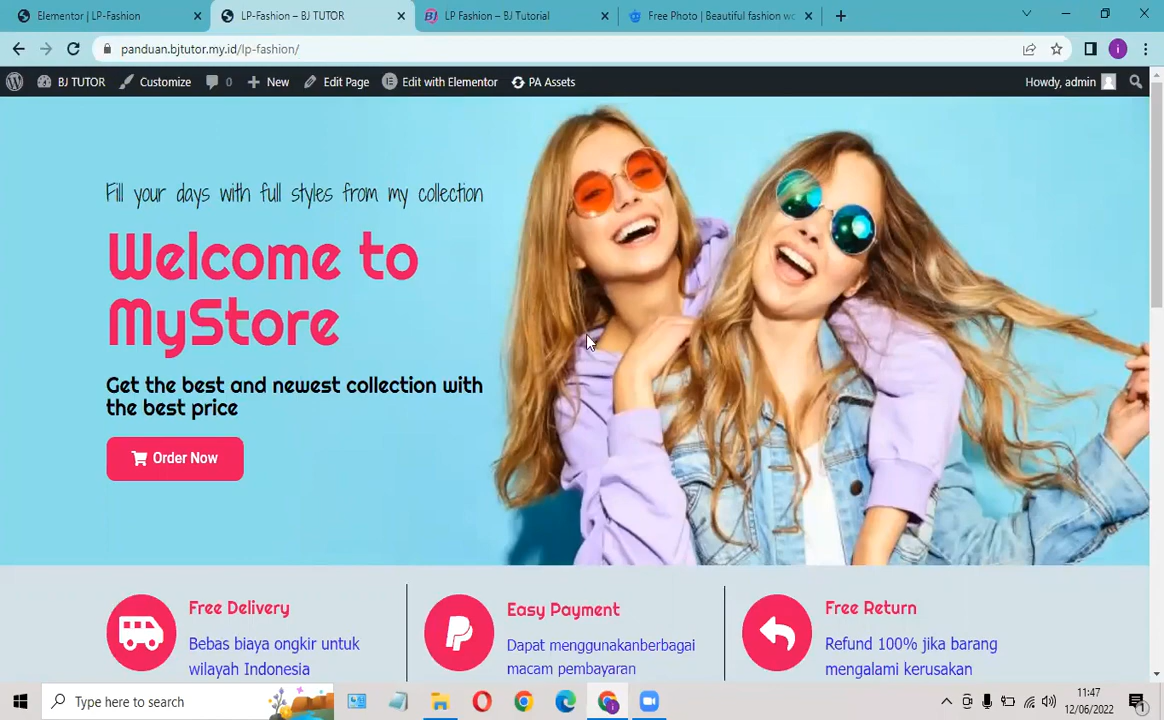 Elementor | LP-Fashion
LP-Fashion – BJ TUTOR
LP Fashion – BJ Tutorial
Free Photo | Beautiful fashion wo
panduan.bjtutor.my.id/lp-fashion/
BJ TUTOR
Customize
0
New
Edit Page
Edit with Elementor
PA Assets
Howdy, admin
Fill your days with full styles from my collection
Welcome to
MyStore
Get the best and newest collection with
the best price
Order Now
Free Delivery
Bebas biaya ongkir untuk
wilayah Indonesia
Easy Payment
Dapat menggunakanberbagai
macam pembayaran
Free Return
Refund 100% jika barang
mengalami kerusakan
Type here to search
11:47
12/06/2022